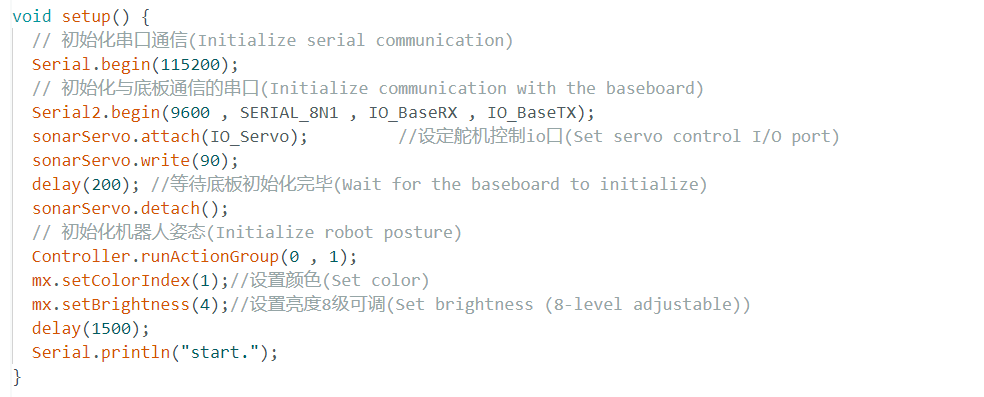 void setup() {
  // 初始化串口通信(Initialize serial communication)
  Serial.begin(115200);
  // 初始化与底板通信的串口(Initialize communication with the baseboard)
  Serial2.begin(9600 , SERIAL_8N1 , IO_BaseRX , IO_BaseTX);
  sonarServo.attach(IO_Servo);         //设定舵机控制io口(Set servo control I/O port)
  sonarServo.write(90);
  delay(200); //等待底板初始化完毕(Wait for the baseboard to initialize)
  sonarServo.detach();
  // 初始化机器人姿态(Initialize robot posture)
  Controller.runActionGroup(0 , 1);
  mx.setColorIndex(1);//设置颜色(Set color)
  mx.setBrightness(4);//设置亮度8级可调(Set brightness (8-level adjustable))
  delay(1500);
  Serial.println("start.");
}